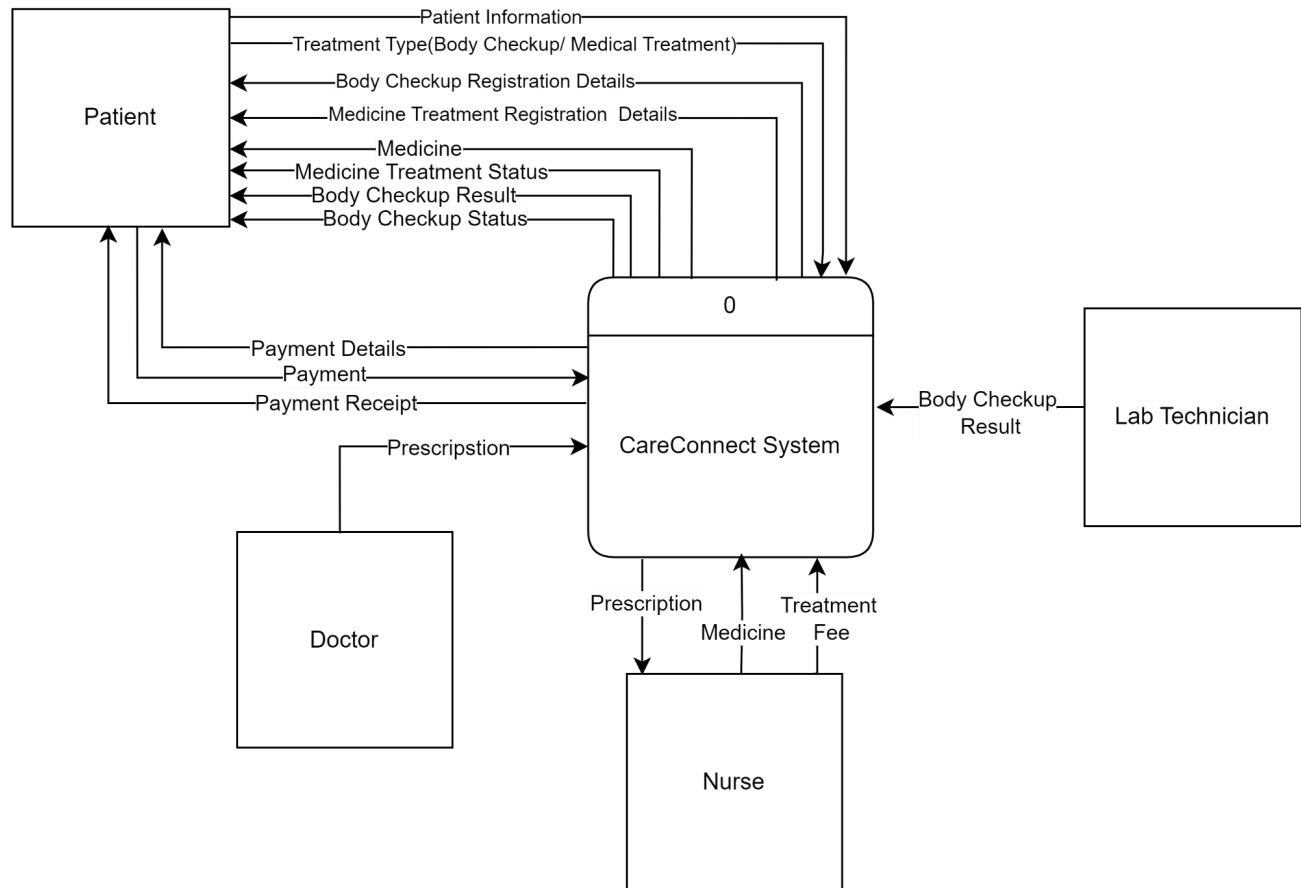 Patient Information
Treatment Type(Body Checkup/ Medical Treatment)
Body Checkup Registration Details
Patient
Medicine Treatment Registration Details
Medicine
Medicine Treatment Status
Body Checkup Result
Body Checkup Status
0
Payment Details
Payment
Payment Receipt
Prescripstion
CareConnect System
Body Checkup
Result
Lab Technician
Prescription
Medicine
Treatment
Fee
Doctor
Nurse